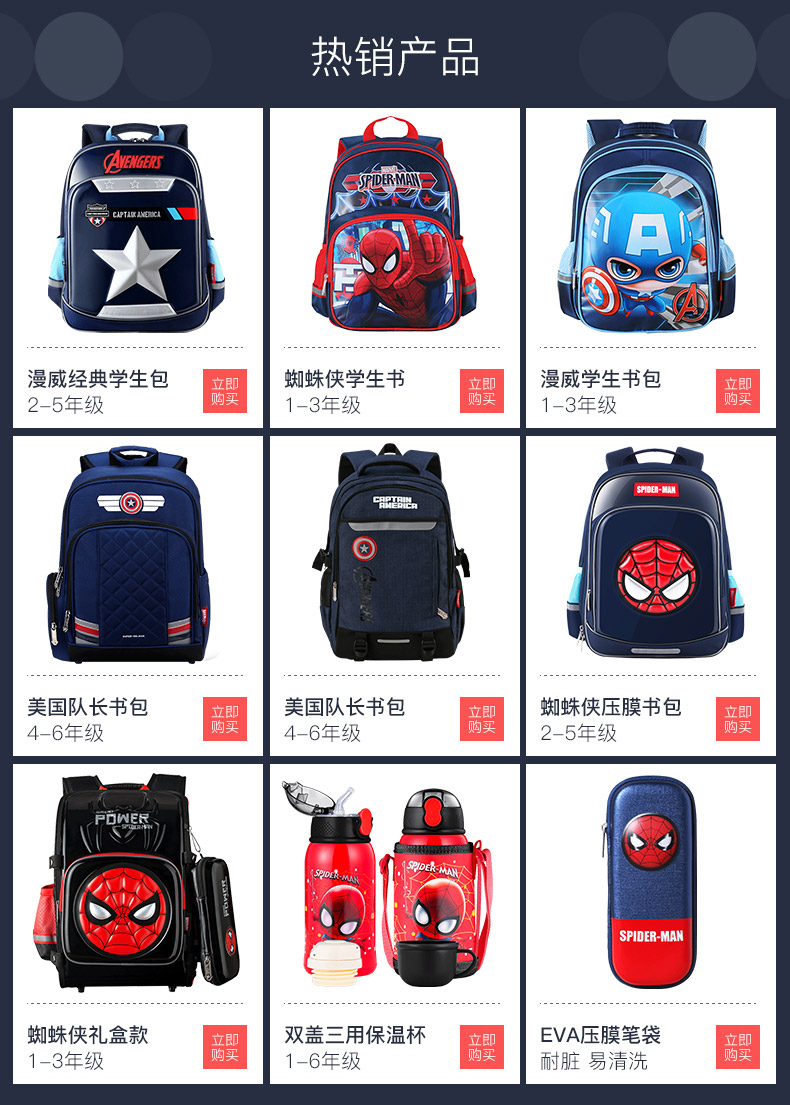 热销产品
AVENGERS
CAPTAIN AMERICA
漫威经典学生包
2-5年级
立即
购买
MARVEL
SPIDER-MAN
蜘蛛侠学生书
1-3年级
立即
购买
A
漫威学生书包
1-3年级
立即
购买
美国队长书包
4-6年级
立即
购买
CAPTAIN
AMERICA
AVENGERS
美国队长书包
4-6年级
立即
购买
SPIDER-MAN
蜘蛛侠压膜书包
2-5年级
立即
购买
POWER
SPIDER-MAN
POWER
蜘蛛侠礼盒款
1-3年级
立即
购买
SPIDER-MAN
SPIDER-MAN
双盖三用保温杯
1-6年级
立即
购买
SPIDER-MAN
EVA压膜笔袋
耐脏 易清洗
立即
购买